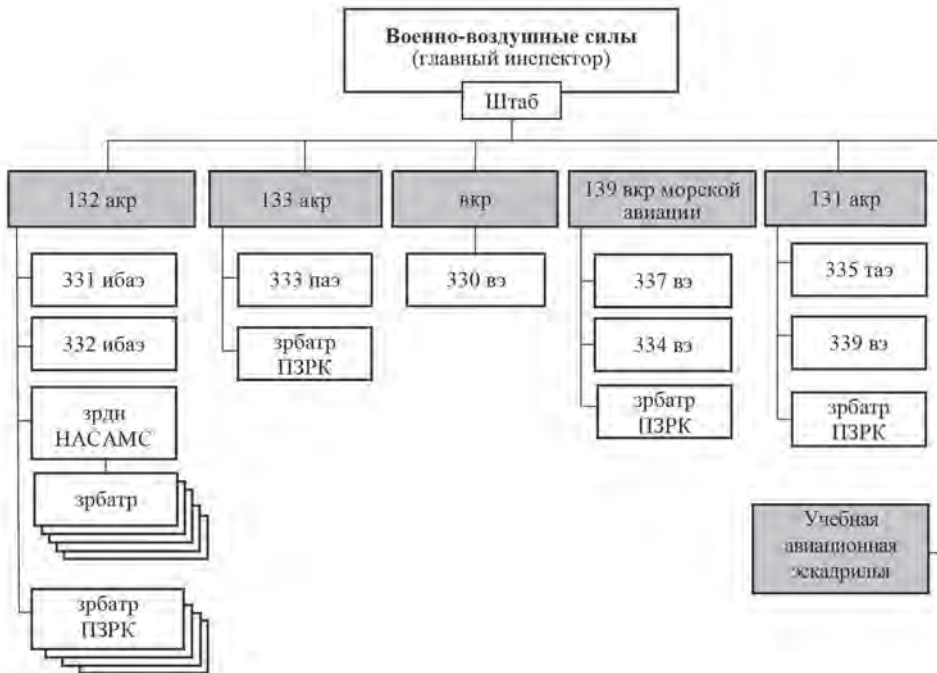 Военно-воздушные силы
(главный инспектор)
Штаб
132 акр
133 акр
вкр
139 вкр морской
авиации
131 акр
331 ибаэ
332 ибаэ
зрдн
НАСАМС
зрбатр
зрбатр
ПЗРК
333 паэ
зрбатр
ПЗРК
330 вэ
337 вэ
334 вэ
зрбатр
ПЗРК
335 таэ
339 вэ
зрбатр
ПЗРК
Учебная
авиационная
эскадрилья